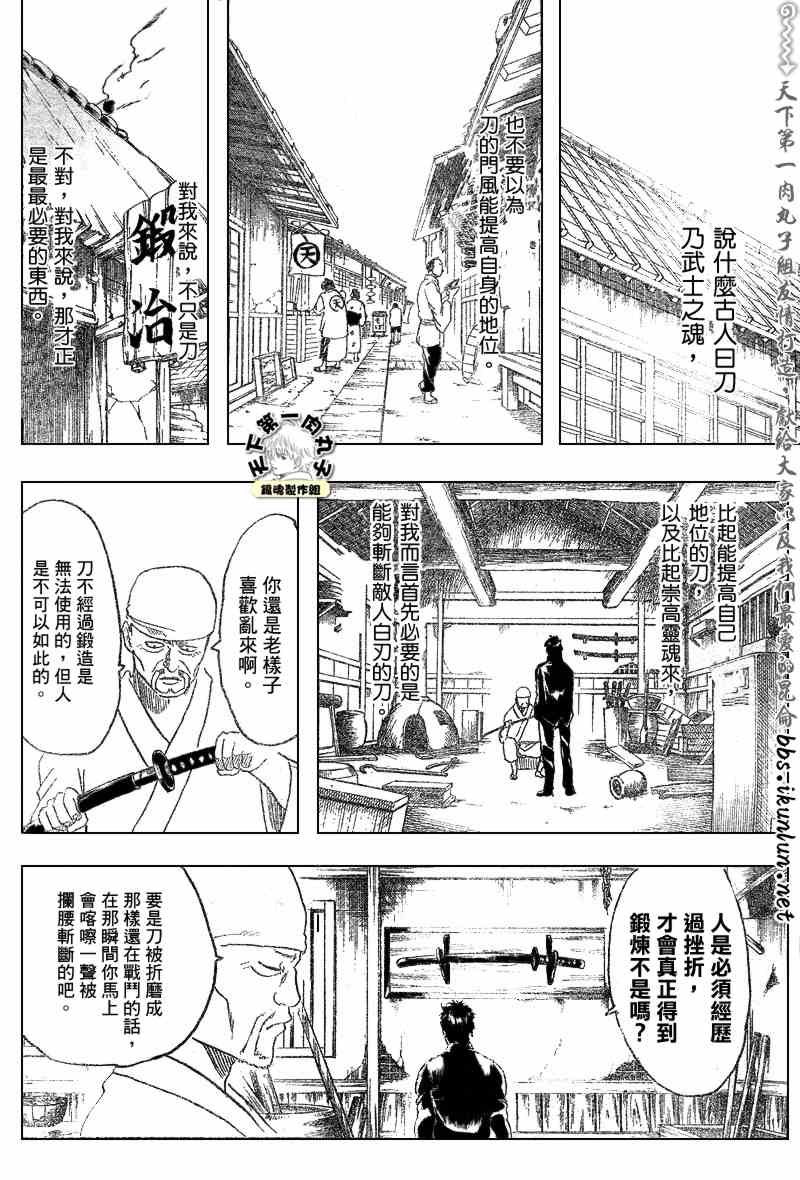 說什麼古人曰刀
乃武士之魂，
也不要以為
刀的門風能提高自身的地位。
天
天
對我來說，不只是刀
鍛冶
不對，對我來說，那才正
是最最必要的東西。
天下第一肉丸子
銀魂製作組
比起能提高自己
地位的刀，
以及比起崇高靈魂來，
對我而言首先必要的是
能夠斬斷敵人白刃的刀。
你還是老樣子
喜歡亂來啊。
刀不經過鍛造是
無法使用的，但人
是不可以如此的。
人是必須經歷
過挫折，
才會真正得到
鍛煉不是嗎？
要是刀被折磨成
那樣還在戰鬥的話，
在那瞬間你馬上
會喀嚓一聲被
攔腰斬斷的吧。
天下第一肉丸子組友情打造，獻給大家以及我們最愛的兄弟
bbs.ikunlun.net